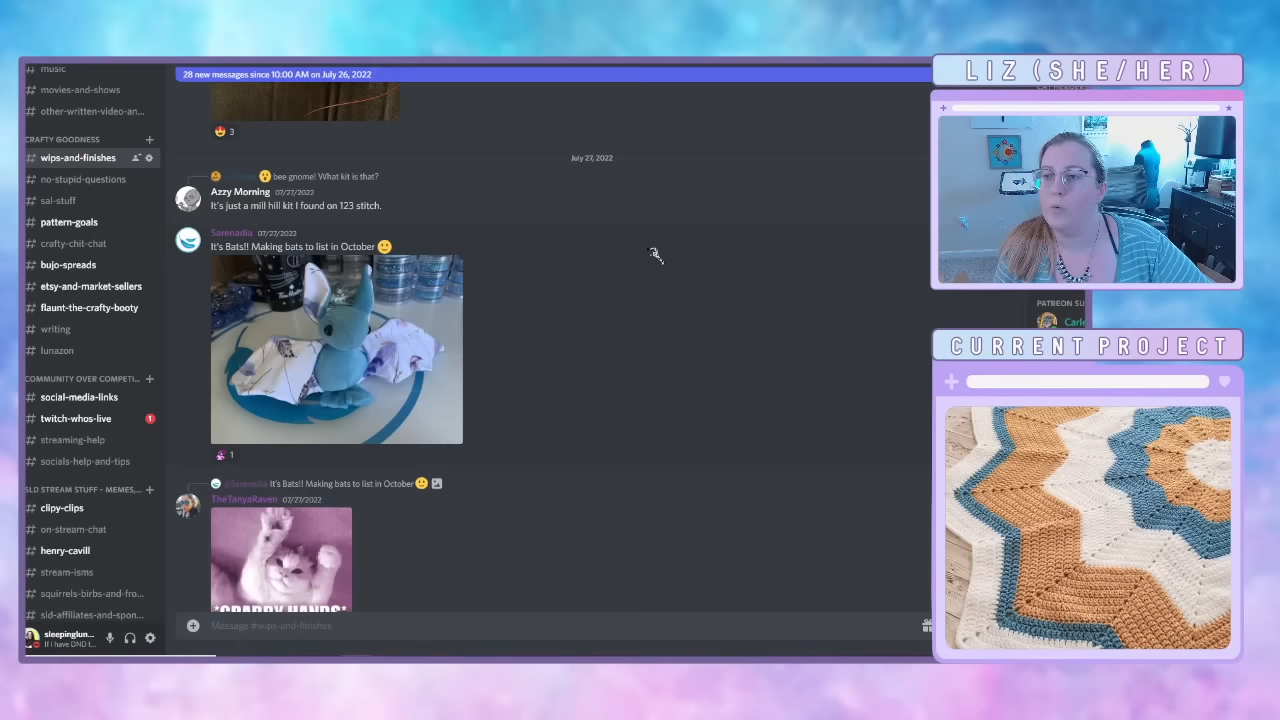 music
movies-and-shows
other-written-video-an...
CRAFTY GOODNESS
wips-and-finishes
no-stupid-questions
sal-stuff
pattern-goals
crafty-chit-chat
bujo-spreads
etsy-and-market-sellers
flaunt-the-crafty-booty
writing
lunazon
COMMUNITY OVER COMPETI...
social-media-links
twitch-whos-live
1
streaming-help
socials-help-and-tips
SLD STREAM STUFF - MEMES,...
clipy-clips
on-stream-chat
henry-cavill
stream-isms
squirrels-birbs-and-fro...
sld-affiliates-and-spon...
sleepinglun...
If I have DND t...
28 new messages since 10:00 AM on July 26, 2022
3
July 27, 2022
bee gnome! What kit is that?
Azzy Morning 07/27/2022
It's just a mill hill kit I found on 123 stitch.
Sarenadia 07/27/2022
It's Bats!! Making bats to list in October
1
@Sarenadia It's Bats!! Making bats to list in October
TheTanyaRaven 07/27/2022
*GRABBY HANDS*
Message #wips-and-finishes
LIZ (SHE/HER)
PATREON SU
Carle
CURRENT PROJECT